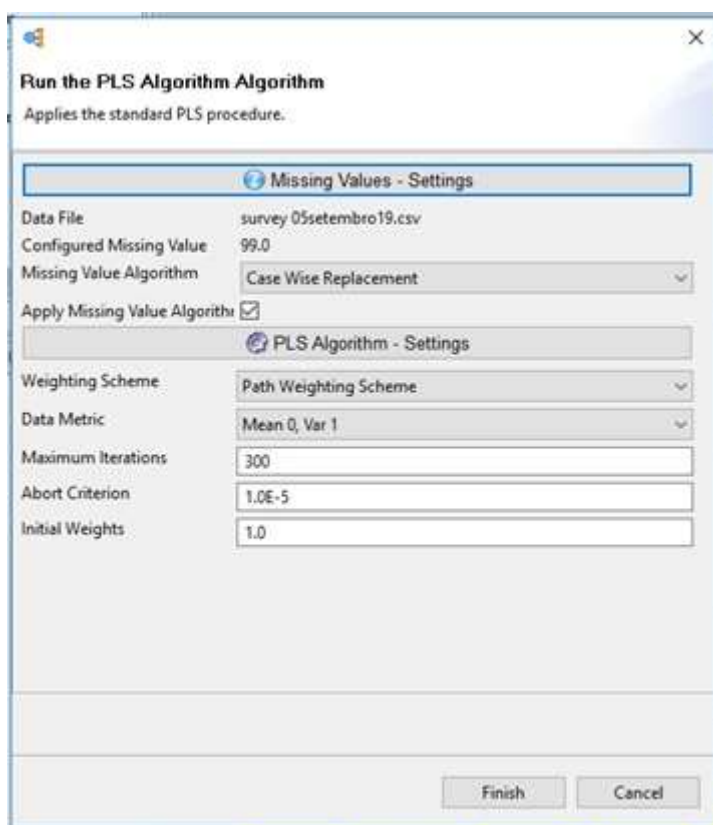 Run the PLS Algorithm Algorithm
Applies the standard PLS procedure.
Missing Values - Settings
Data File survey 05setembro19.csv
Configured Missing Value 99.0
Missing Value Algorithm Case Wise Replacement
Apply Missing Value Algorith
PLS Algorithm - Settings
Weighting Scheme Path Weighting Scheme
Data Metric Mean 0, Var 1
Maximum Iterations 300
Abort Criterion 1.0E-5
Initial Weights 1.0
Finish Cancel